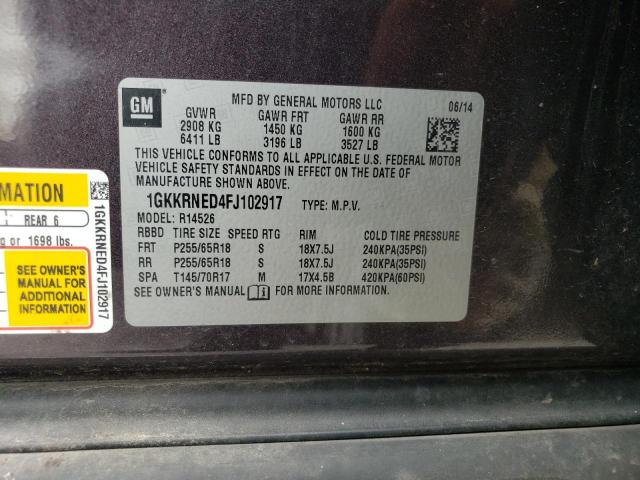 GM
MFD BY GENERAL MOTORS LLC
06/14
GVWR GAWR FRT GAWR RR
2908 KG 1450 KG 1600 KG
6411 LB 3196 LB 3527 LB
THIS VEHICLE CONFORMS TO ALL APPLICABLE U.S. FEDERAL MOTOR
VEHICLE SAFETY STANDARDS IN EFFECT ON THE DATE OF
MANUFACTURE SHOWN ABOVE.
1GKKRNED4FJ102917 TYPE: M.P.V.
MODEL: R14526
RBBD TIRE SIZE SPEED RTG RIM COLD TIRE PRESSURE
FRT P255/65R18 S 18X7.5J 240KPA(35PSI)
RR P255/65R18 S 18X7.5J 240KPA(35PSI)
SPA T145/70R17 M 17X4.5B 420KPA(60PSI)
SEE OWNER'S MANUAL FOR MORE INFORMATION.
MATION
REAR 6
or 1698 lbs.
SEE OWNER'S
MANUAL FOR
ADDITIONAL
INFORMATION
1GKKRNED4FJ102917